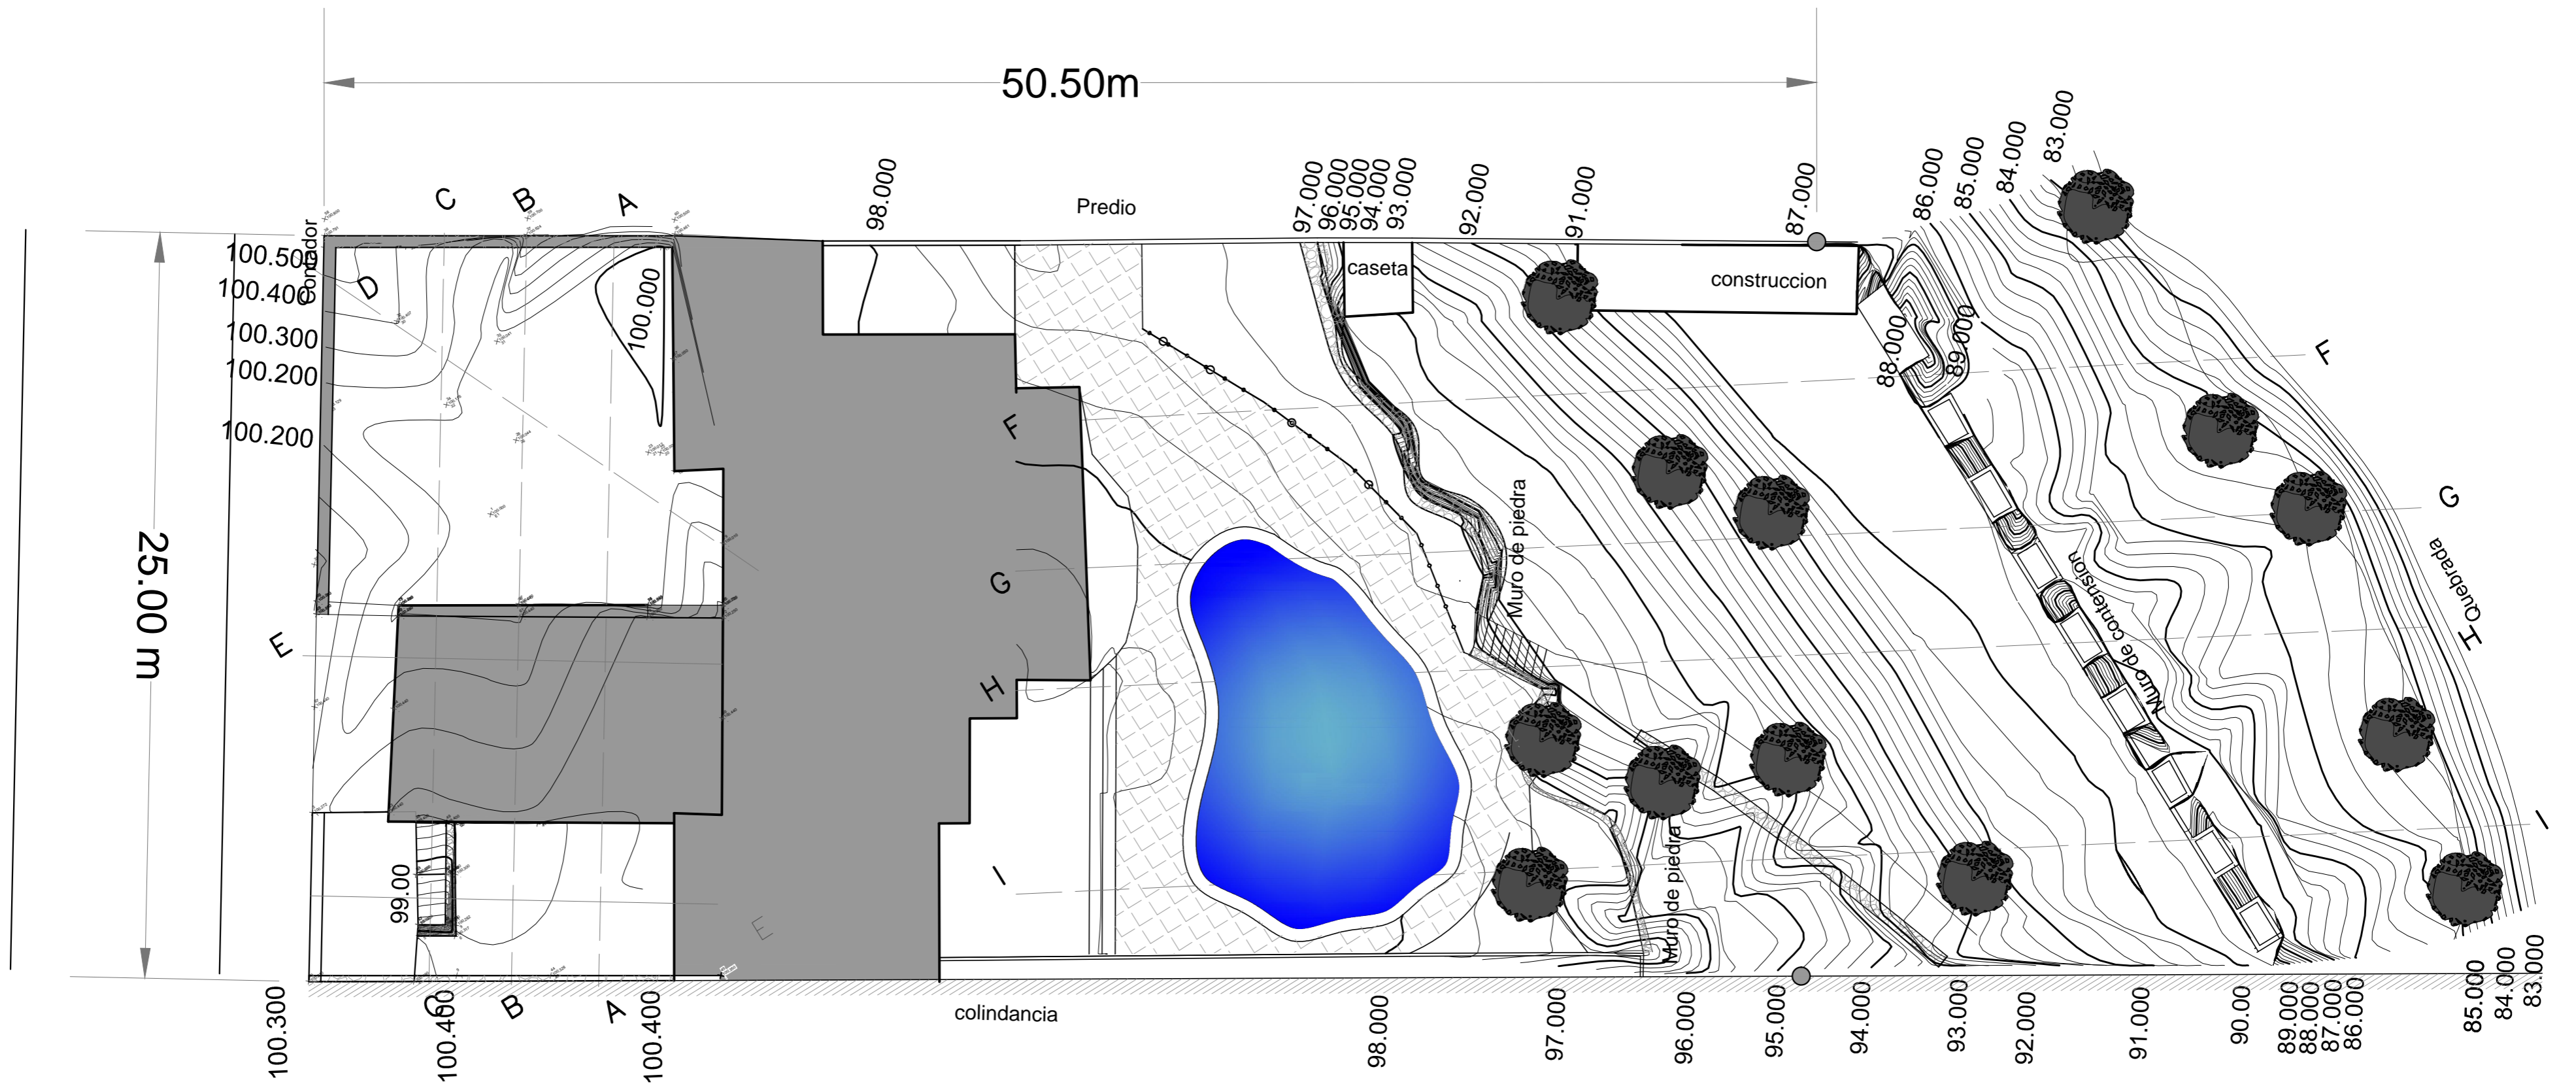 50.50m
25.00 m
C
B
A
98.000
Predio
97.000
96.000
95.000
94.000
93.000
92.000
91.000
87.000
86.000
85.000
84.000
83.000
Contador
100.500
100.400
100.300
100.200
100.200
D
100.000
caseta
construccion
88.000
89.000
F
F
G
G
Quebrada
H
H
E
Muro de piedra
Muro de contension
I
I
Muro de piedra
99.00
E
C
B
A
colindancia
100.300
100.400
100.400
98.000
97.000
96.000
95.000
94.000
93.000
92.000
91.000
90.000
89.000
88.000
87.000
86.000
85.000
84.000
83.000